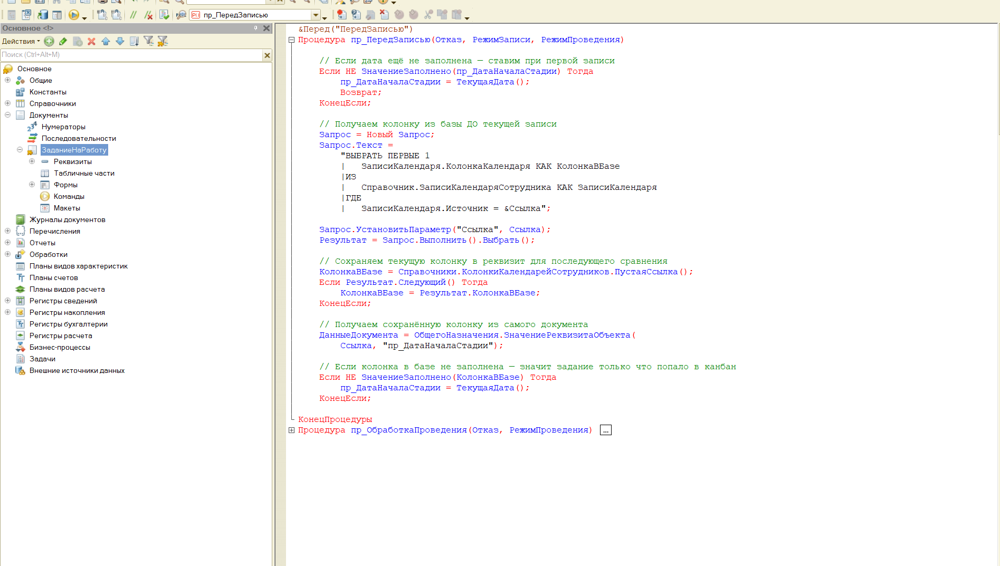 пр_ПередЗаписью
Основное <!>
Действия
Поиск (Ctrl+Alt+M)
Основное
Общие
Константы
Справочники
Документы
Нумераторы
Последовательности
ЗаданиеНаРаботу
Реквизиты
Табличные части
Формы
Команды
Макеты
Журналы документов
Перечисления
Отчеты
Обработки
Планы видов характеристик
Планы счетов
Планы видов расчета
Регистры сведений
Регистры накопления
Регистры бухгалтерии
Регистры расчета
Бизнес-процессы
Задачи
Внешние источники данных
&Перед("ПередЗаписью")
Процедура пр_ПередЗаписью(Отказ, РежимЗаписи, РежимПроведения)
// Если дата ещё не заполнена — ставим при первой записи
Если НЕ ЗначениеЗаполнено(пр_ДатаНачалаСтадии) Тогда
пр_ДатаНачалаСтадии = ТекущаяДата();
Возврат;
КонецЕсли;
// Получаем колонку из базы ДО текущей записи
Запрос = Новый Запрос;
Запрос.Текст =
"ВЫБРАТЬ ПЕРВЫЕ 1
|   ЗаписиКалендаря.КолонкаКалендаря КАК КолонкаВБазе
|ИЗ
|   Справочник.ЗаписиКалендаряСотрудника КАК ЗаписиКалендаря
|ГДЕ
|   ЗаписиКалендаря.Источник = &Ссылка";
Запрос.УстановитьПараметр("Ссылка", Ссылка);
Результат = Запрос.Выполнить().Выбрать();
// Сохраняем текущую колонку в реквизит для последующего сравнения
КолонкаВБазе = Справочники.КолонкиКалендарейСотрудников.ПустаяСсылка();
Если Результат.Следующий() Тогда
КолонкаВБазе = Результат.КолонкаВБазе;
КонецЕсли;
// Получаем сохранённую колонку из самого документа
ДанныеДокумента = ОбщегоНазначения.ЗначениеРеквизитаОбъекта(
Ссылка, "пр_ДатаНачалаСтадии");
// Если колонка в базе не заполнена — значит задание только что попало в канбан
Если НЕ ЗначениеЗаполнено(КолонкаВБазе) Тогда
пр_ДатаНачалаСтадии = ТекущаяДата();
КонецЕсли;
КонецПроцедуры
Процедура пр_ОбработкаПроведения(Отказ, РежимПроведения) ...